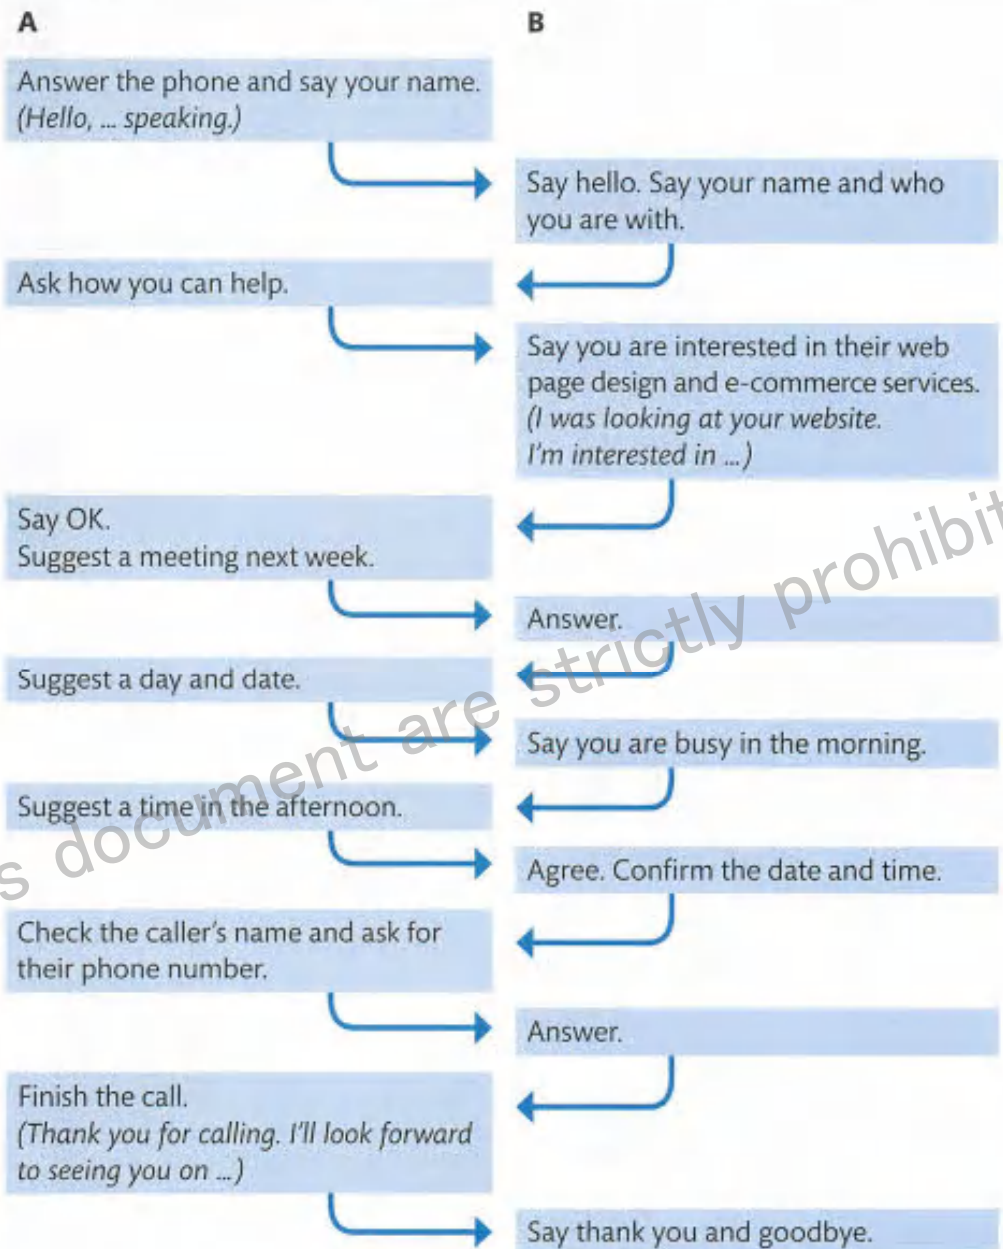 A
B
Answer the phone and say your name.
(Hello, ... speaking.)
Say hello. Say your name and who
you are with.
Ask how you can help.
Say you are interested in their web
page design and e-commerce services.
(I was looking at your website.
I'm interested in ...)
Say OK.
Suggest a meeting next week.
Answer.
Suggest a day and date.
Say you are busy in the morning.
Suggest a time in the afternoon.
Agree. Confirm the date and time.
Check the caller's name and ask for
their phone number.
Answer.
Finish the call.
(Thank you for calling. I'll look forward
to seeing you on ...)
Say thank you and goodbye.
s document are strictly prohibit